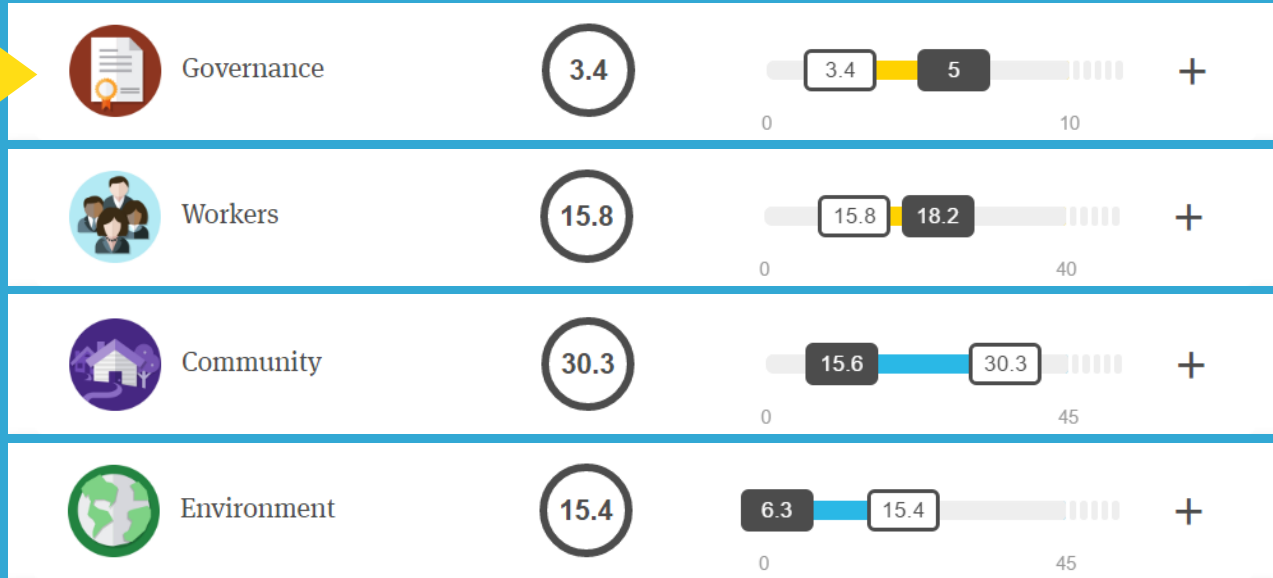 Governance 3.4 3.4 5 +
0 10
Workers 15.8 15.8 18.2 +
0 40
Community 30.3 15.6 30.3 +
0 45
Environment 15.4 6.3 15.4 +
0 45